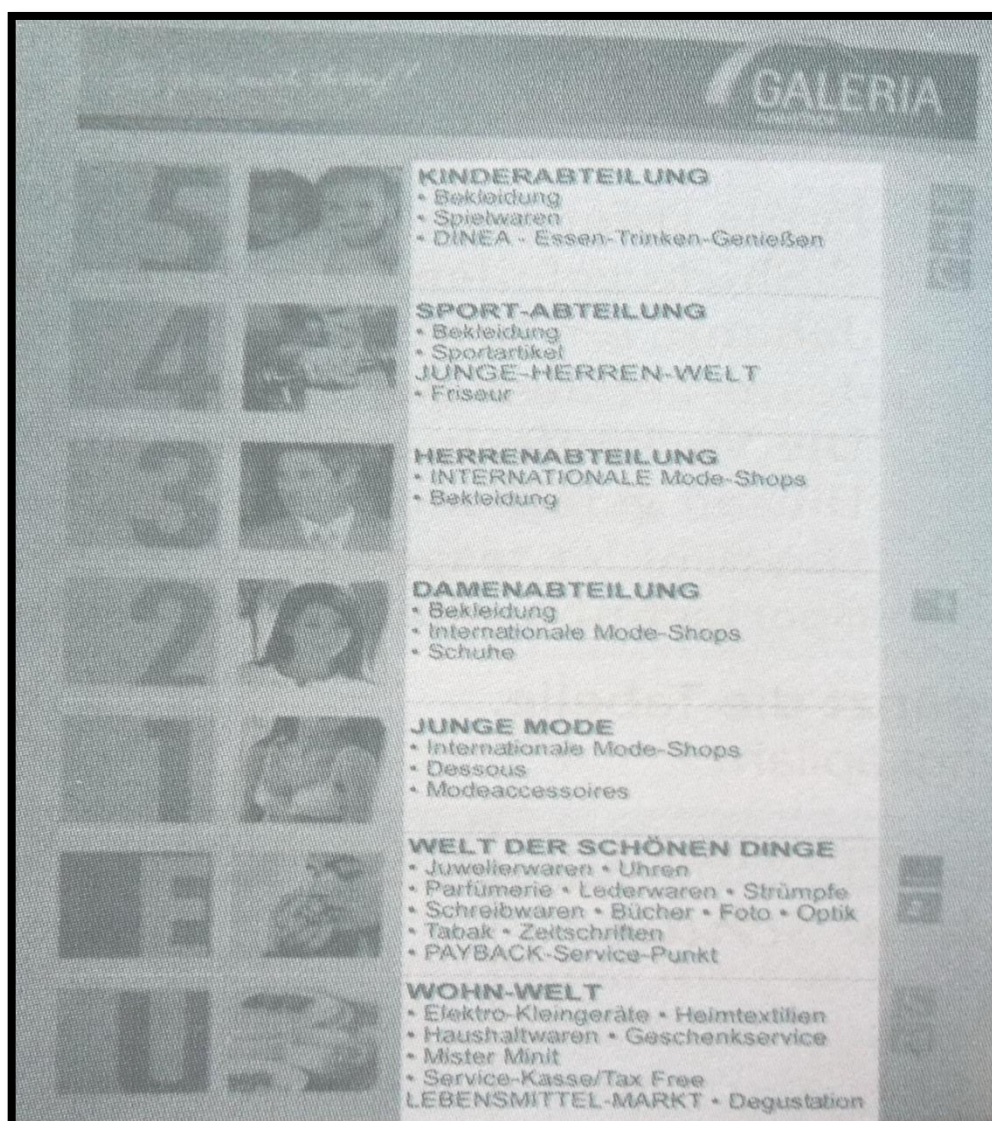 GALERIA
5
KINDERABTEILUNG
• Bekleidung
• Spielwaren
• DINEA - Essen-Trinken-Genießen
4
SPORT-ABTEILUNG
• Bekleidung
• Sportartikel
JUNGE-HERREN-WELT
• Friseur
3
HERRENABTEILUNG
• INTERNATIONALE Mode-Shops
• Bekleidung
2
DAMENABTEILUNG
• Bekleidung
• Internationale Mode-Shops
• Schuhe
1
JUNGE MODE
• Internationale Mode-Shops
• Dessous
• Modeaccessoires
E
WELT DER SCHÖNEN DINGE
• Juwelierwaren • Uhren
• Parfümerie • Lederwaren • Strümpfe
• Schreibwaren • Bücher • Foto • Optik
• Tabak • Zeitschriften
• PAYBACK-Service-Punkt
U
WOHN-WELT
• Elektro-Kleingeräte • Heimtextilien
• Haushaltwaren • Geschenkservice
• Mister Minit
• Service-Kasse/Tax Free
LEBENSMITTEL-MARKT • Degustation